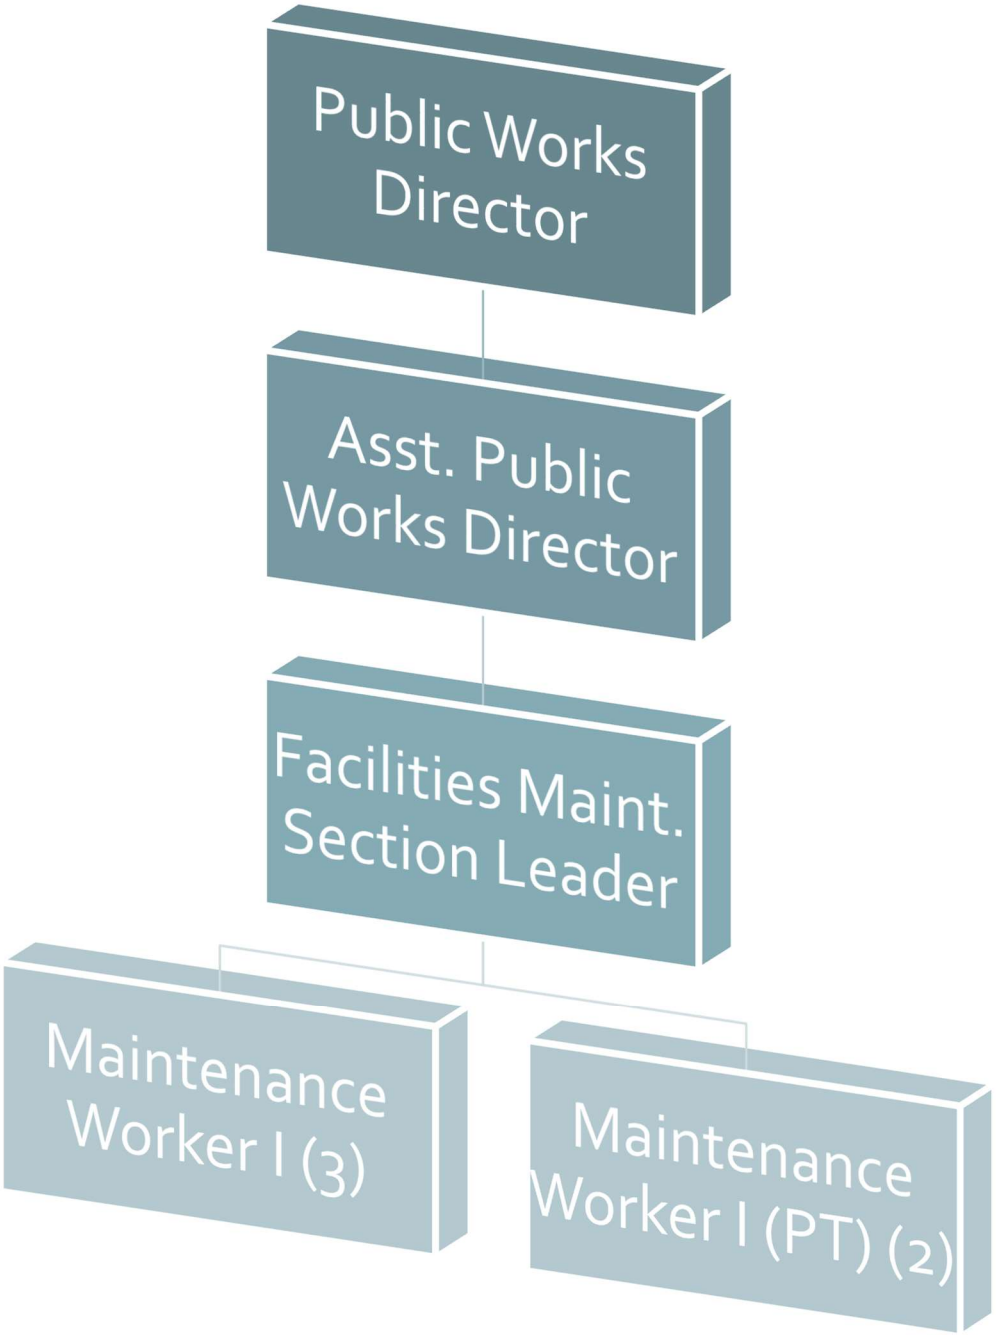 Public Works
Director
Asst. Public
Works Director
Facilities Maint.
Section Leader
Maintenance
Worker I (3)
Maintenance
Worker I (PT) (2)